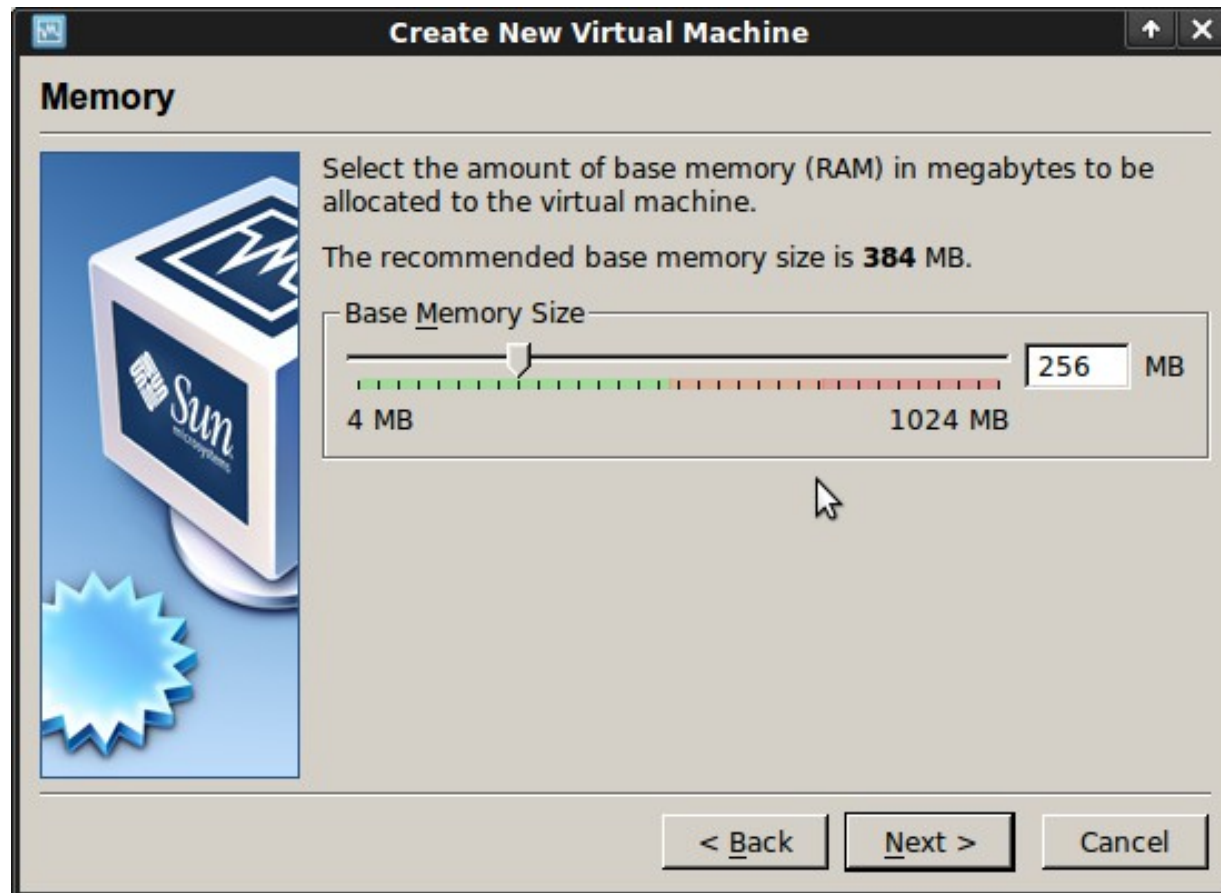 Create New Virtual Machine
Memory
Select the amount of base memory (RAM) in megabytes to be
allocated to the virtual machine.
The recommended base memory size is 384 MB.
Base Memory Size
256 MB
4 MB 1024 MB
Sun
microsystems
< Back Next > Cancel